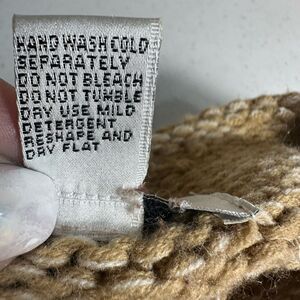 HAND WASH COLD
SEPARATELY
DO NOT BLEACH
DO NOT TUMBLE
DRY USE MILD
DETERGENT
RESHAPE AND
DRY FLAT